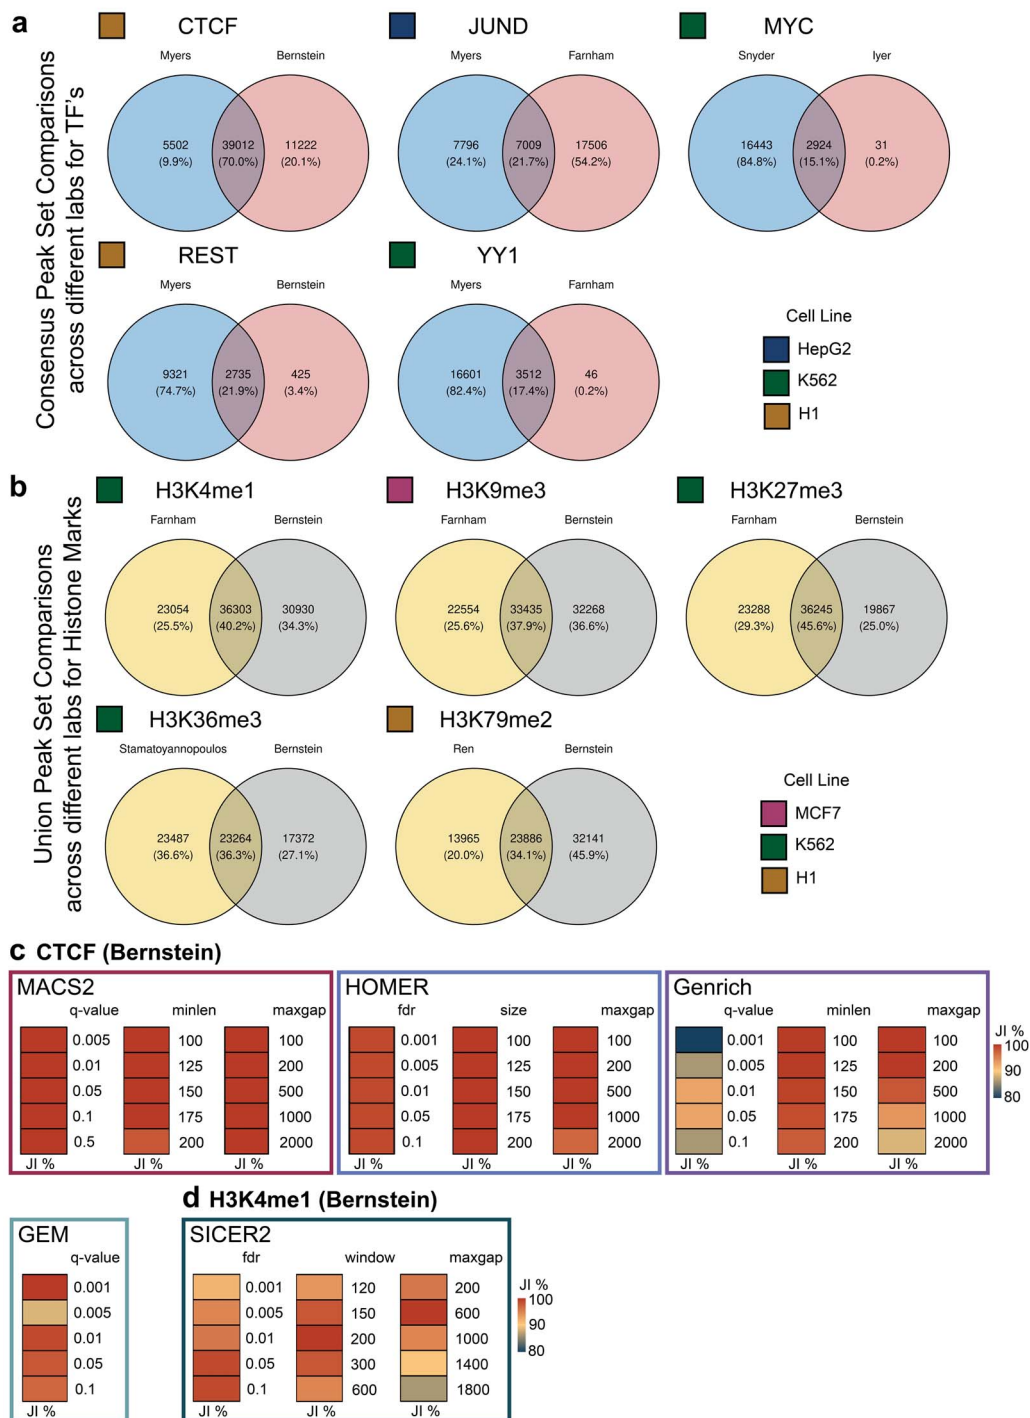 a
Consensus Peak Set Comparisons
across different labs for TF's
CTCF
Myers Bernstein
5502 39012 11222
(9.9%) (70.0%) (20.1%)
JUND
Myers Farnham
7796 7009 17506
(24.1%) (21.7%) (54.2%)
MYC
Snyder Iyer
16443 2924 31
(84.8%) (15.1%) (0.2%)
REST
Myers Bernstein
9321 2735 425
(74.7%) (21.9%) (3.4%)
YY1
Myers Farnham
16601 3512 46
(82.4%) (17.4%) (0.2%)
Cell Line
HepG2
K562
H1
b
Union Peak Set Comparisons
across different labs for Histone Marks
H3K4me1
Farnham Bernstein
23054 36303 30930
(25.5%) (40.2%) (34.3%)
H3K9me3
Farnham Bernstein
22554 33435 32268
(25.6%) (37.9%) (36.6%)
H3K27me3
Farnham Bernstein
23288 36245 19867
(29.3%) (45.6%) (25.0%)
H3K36me3
Stamatoyannopoulos Bernstein
23487 23264 17372
(36.6%) (36.3%) (27.1%)
H3K79me2
Ren Bernstein
13965 23886 32141
(20.0%) (34.1%) (45.9%)
Cell Line
MCF7
K562
H1
c CTCF (Bernstein)
MACS2
q-value minlen maxgap
0.005 100 100
0.01 125 200
0.05 150 500
0.1 175 1000
0.5 200 2000
JI % JI % JI %
HOMER
fdr size maxgap
0.001 100 100
0.005 125 200
0.01 150 500
0.05 175 1000
0.1 200 2000
JI % JI % JI %
Genrich
q-value minlen maxgap
0.001 100 100
0.005 125 200
0.01 150 500
0.05 175 1000
0.1 200 2000
JI % JI % JI %
JI %
100
90
80
GEM
q-value
0.001
0.005
0.01
0.05
0.1
JI %
d H3K4me1 (Bernstein)
SICER2
fdr window maxgap
0.001 120 200
0.005 150 600
0.01 200 1000
0.05 300 1400
0.1 600 1800
JI % JI % JI %
JI %
100
90
80